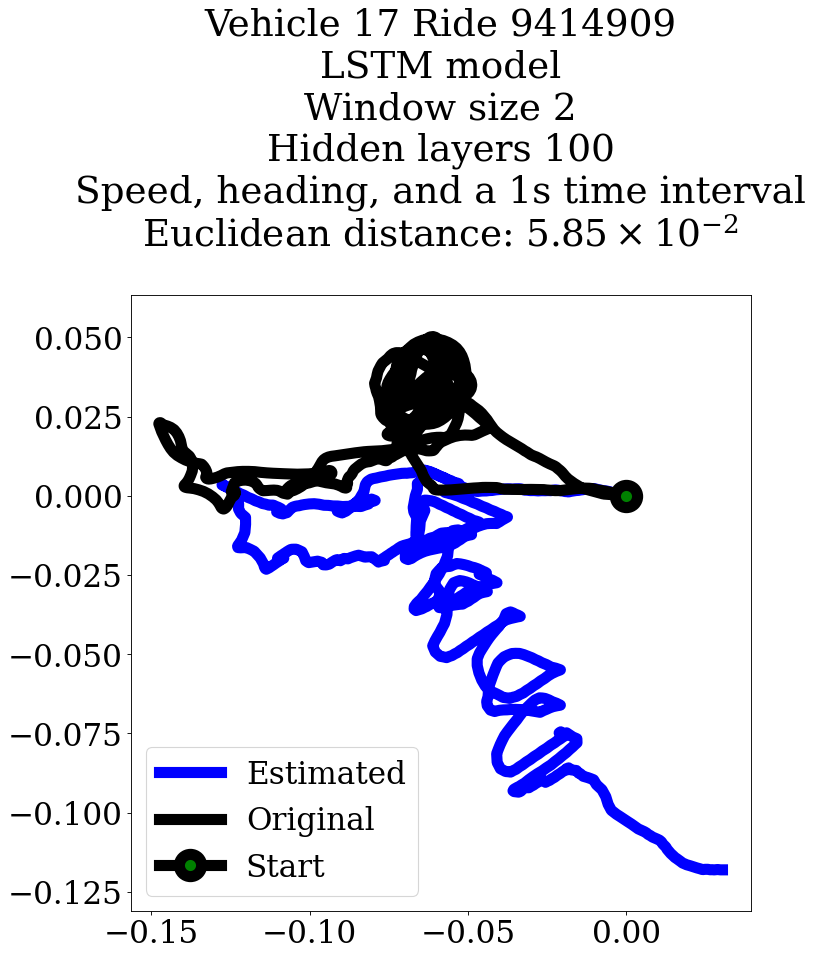 Vehicle 17 Ride 9414909
LSTM model
Window size 2
Hidden layers 100
Speed, heading, and a 1s time interval
Euclidean distance: 5.85 × 10⁻²
0.050
0.025
0.000
−0.025
−0.050
−0.075
−0.100
−0.125
Estimated
Original
Start
−0.15 −0.10 −0.05 0.00